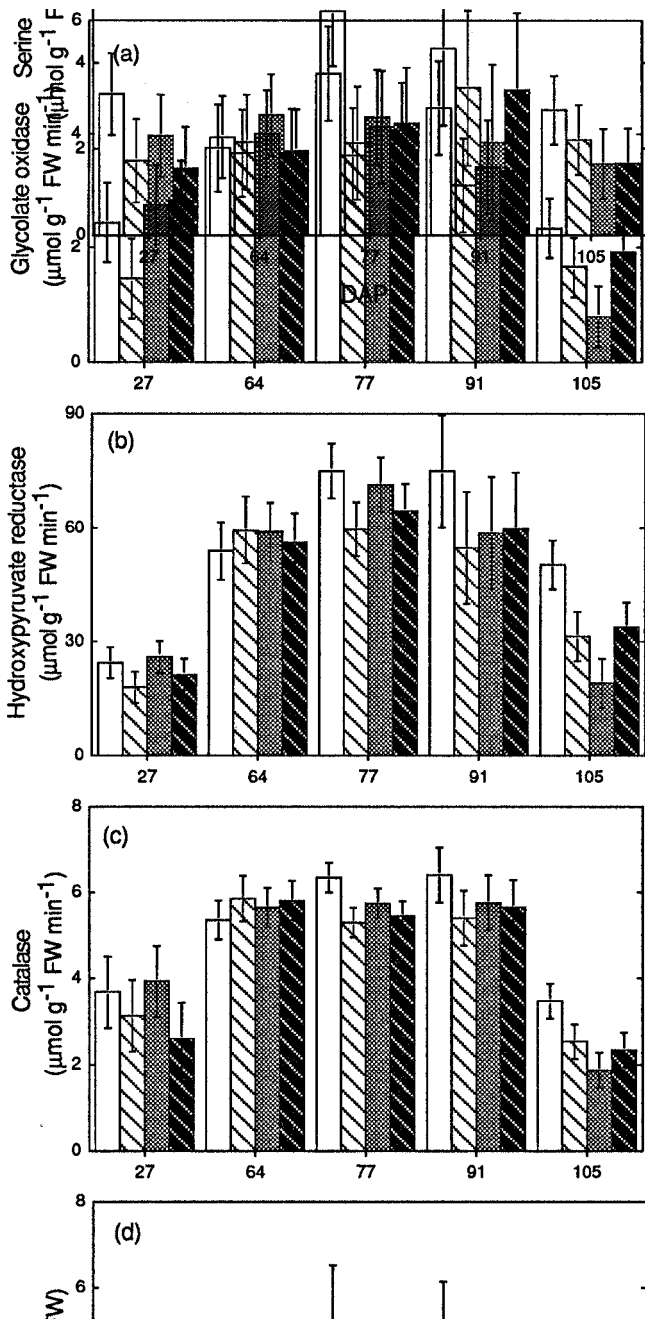 6
(a)
Serine
(μmol g⁻¹ F
Glycolate oxidase
(μmol g⁻¹ FW min⁻¹)
4
2
0
27 64 77 91 105
DAP
2
0
27 64 77 91 105
(b)
Hydroxypyruvate reductase
(μmol g⁻¹ FW min⁻¹)
90
60
30
0
27 64 77 91 105
(c)
Catalase
(μmol g⁻¹ FW min⁻¹)
8
6
4
2
0
27 64 77 91 105
(d)
8
6
W)